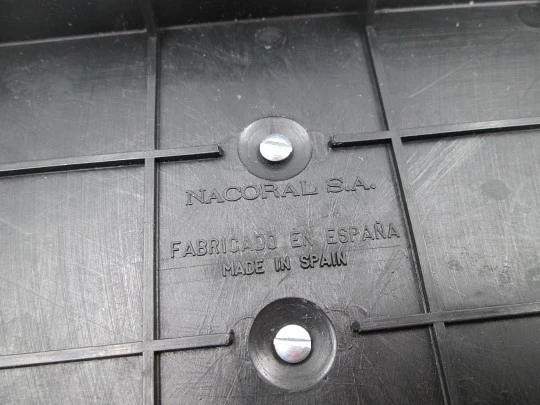 NACORAL S.A.
FABRICADO EN ESPAÑA
MADE IN SPAIN